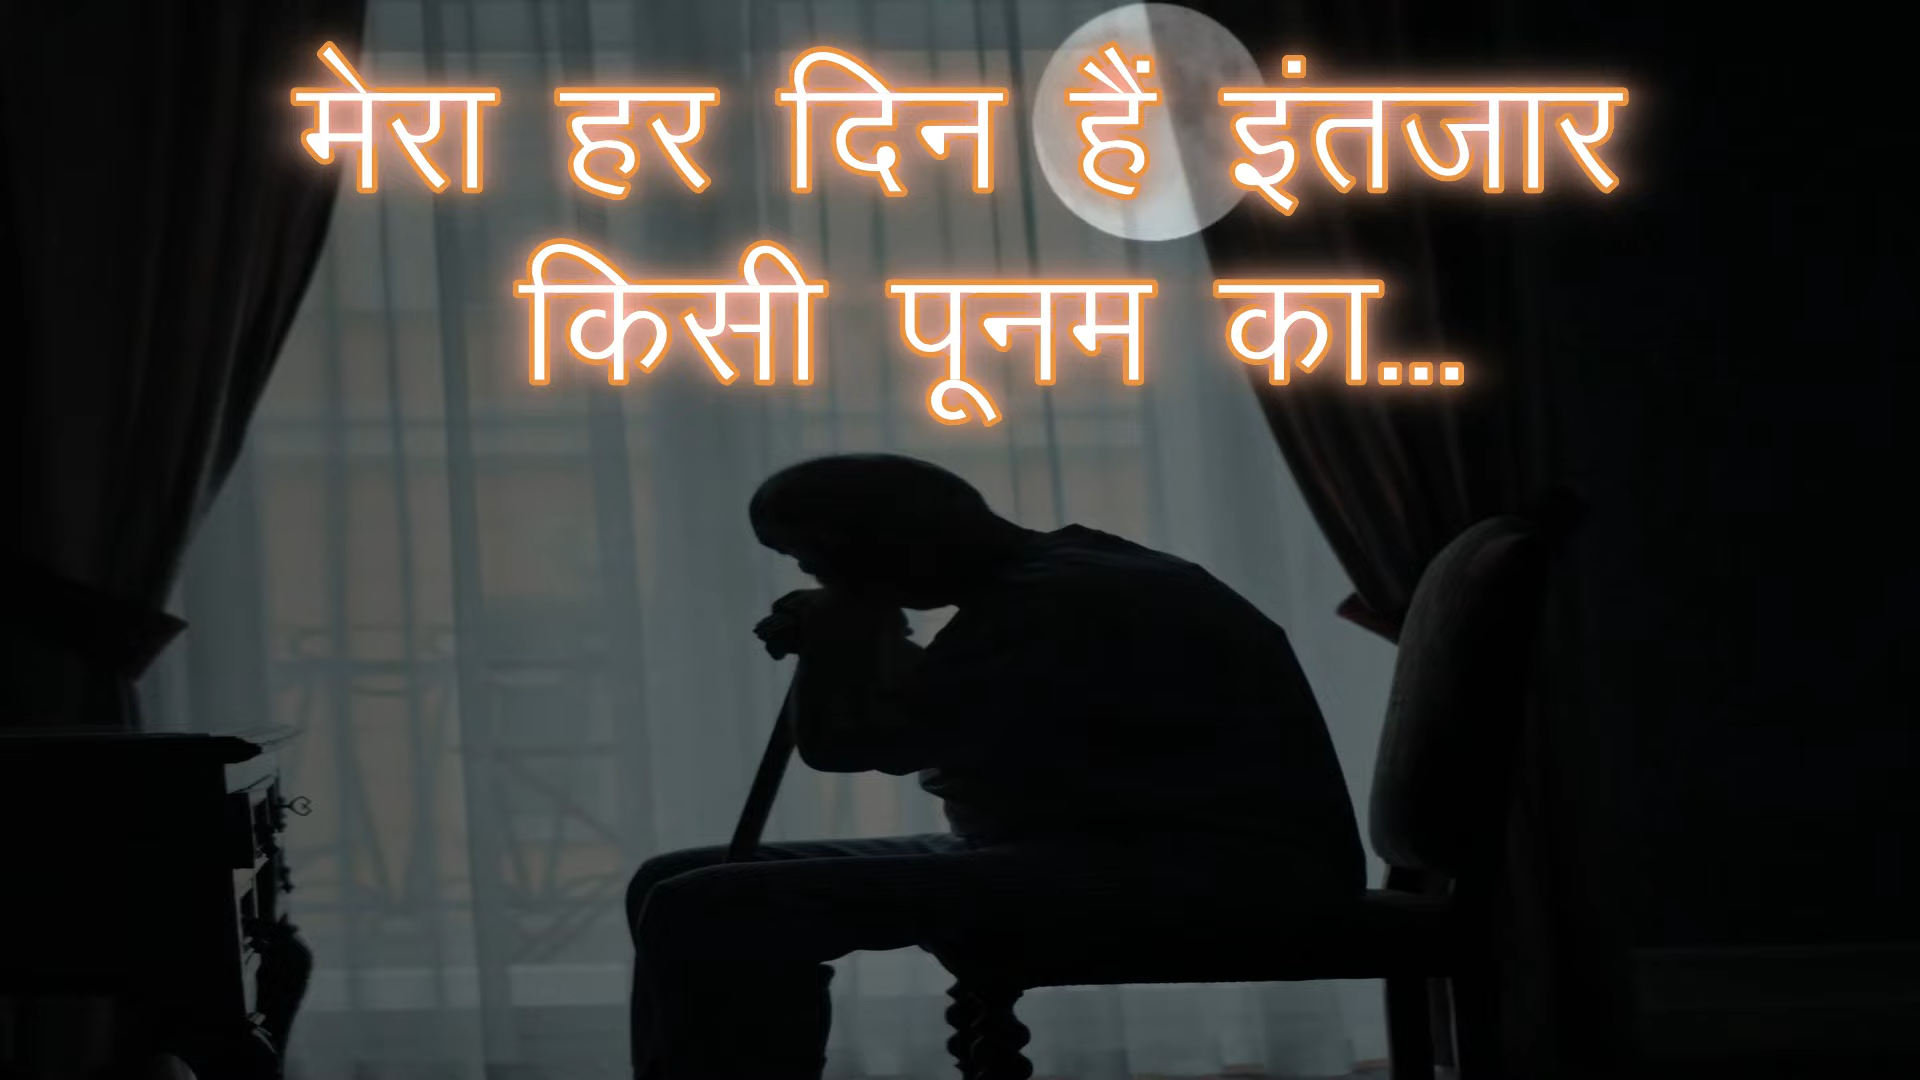 मेरा हर दिन हैं इंतजार
किसी पूनम का...